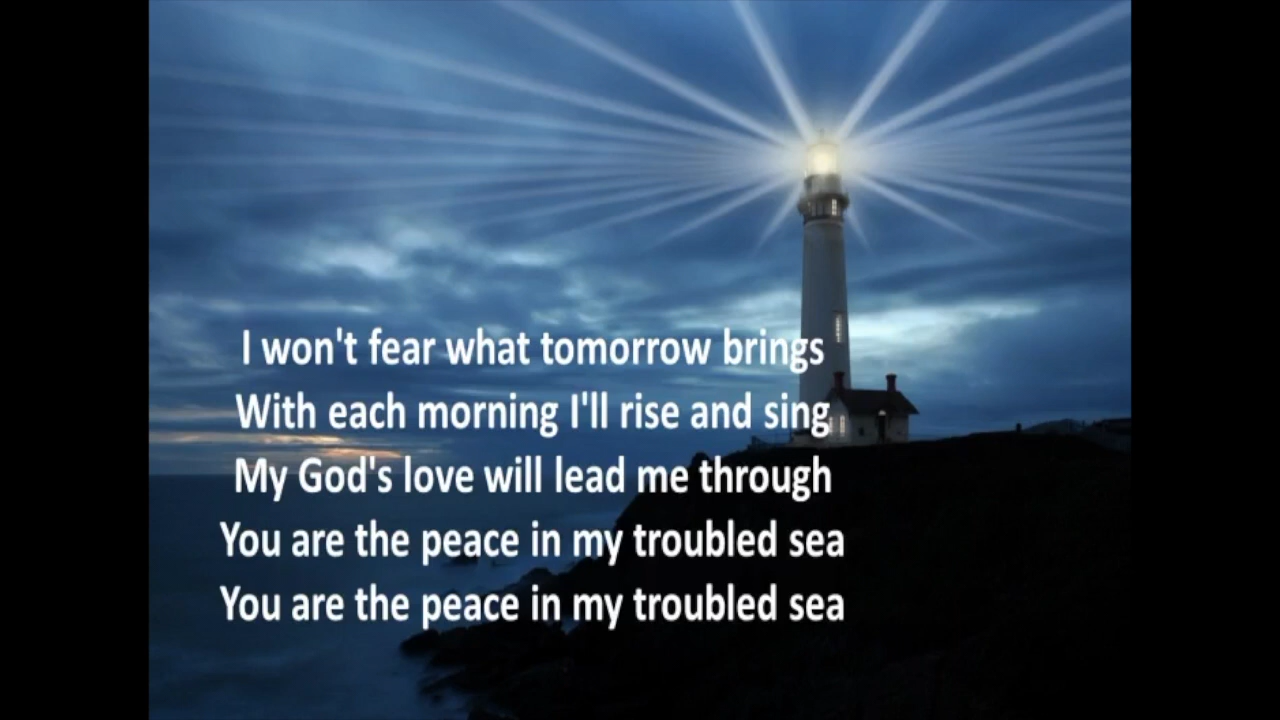 I won't fear what tomorrow brings
With each morning I'll rise and sing
My God's love will lead me through
You are the peace in my troubled sea
You are the peace in my troubled sea